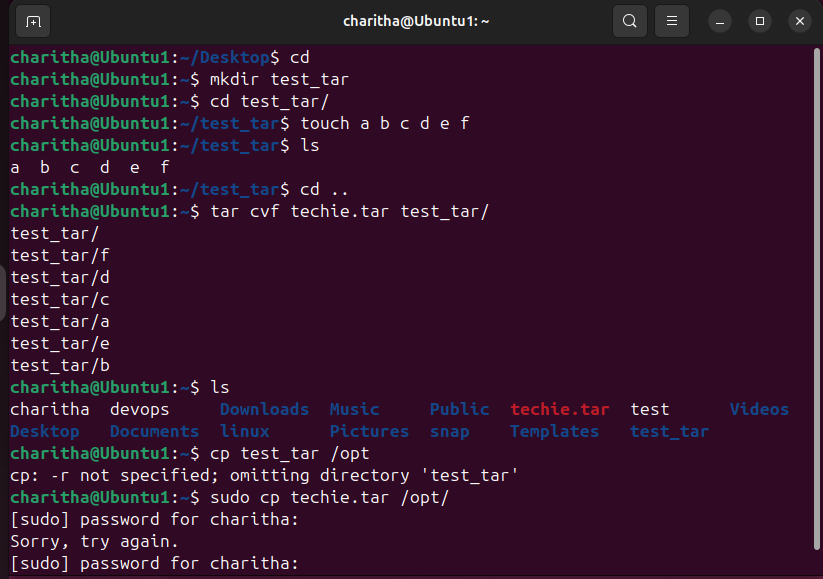 charitha@Ubuntu1: ~
charitha@Ubuntu1:~/Desktop$ cd
charitha@Ubuntu1:~$ mkdir test_tar
charitha@Ubuntu1:~$ cd test_tar/
charitha@Ubuntu1:~/test_tar$ touch a b c d e f
charitha@Ubuntu1:~/test_tar$ ls
a  b  c  d  e  f
charitha@Ubuntu1:~/test_tar$ cd ..
charitha@Ubuntu1:~$ tar cvf techie.tar test_tar/
test_tar/
test_tar/f
test_tar/d
test_tar/c
test_tar/a
test_tar/e
test_tar/b
charitha@Ubuntu1:~$ ls
charitha  devops     Downloads  Music     Public  techie.tar  test      Videos
Desktop   Documents  linux      Pictures  snap    Templates   test_tar
charitha@Ubuntu1:~$ cp test_tar /opt
cp: -r not specified; omitting directory 'test_tar'
charitha@Ubuntu1:~$ sudo cp techie.tar /opt/
[sudo] password for charitha:
Sorry, try again.
[sudo] password for charitha: